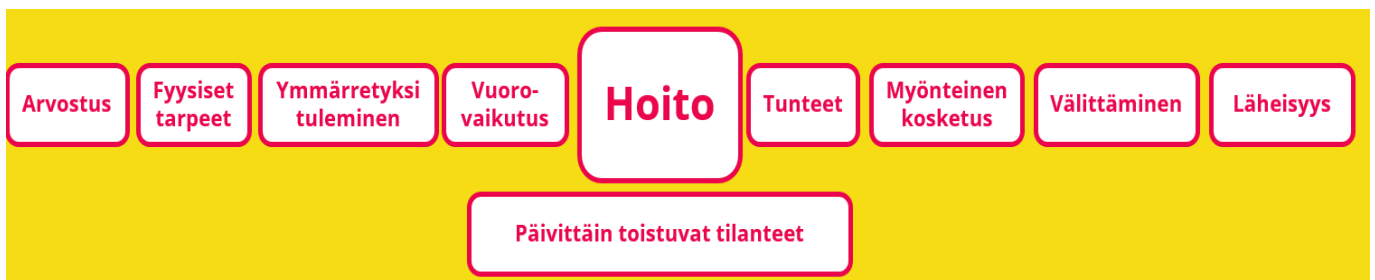 Arvostus
Fyysiset
tarpeet
Ymmärretyksi
tuleminen
Vuoro-
vaikutus
Hoito
Tunteet
Myönteinen
kosketus
Välittäminen
Läheisyys
Päivittäin toistuvat tilanteet